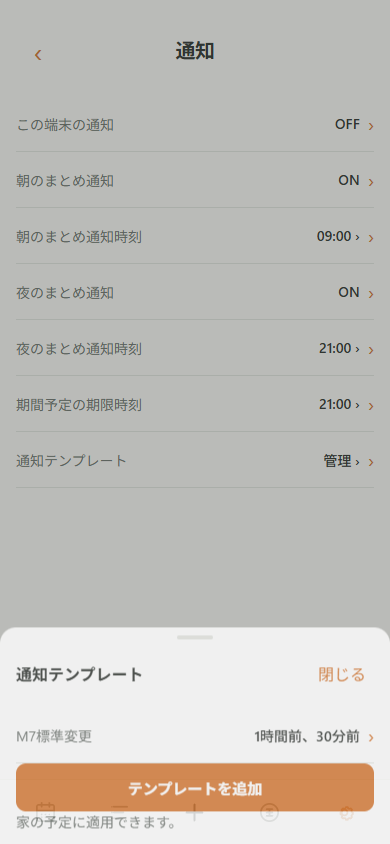 通知
この端末の通知 OFF
朝のまとめ通知 ON
朝のまとめ通知時刻 09:00 ›
夜のまとめ通知 ON
夜のまとめ通知時刻 21:00 ›
期間予定の期限時刻 21:00 ›
通知テンプレート 管理 ›
通知テンプレート 閉じる
M7標準変更 1時間前、30分前
テンプレートを追加
家の予定に適用できます。